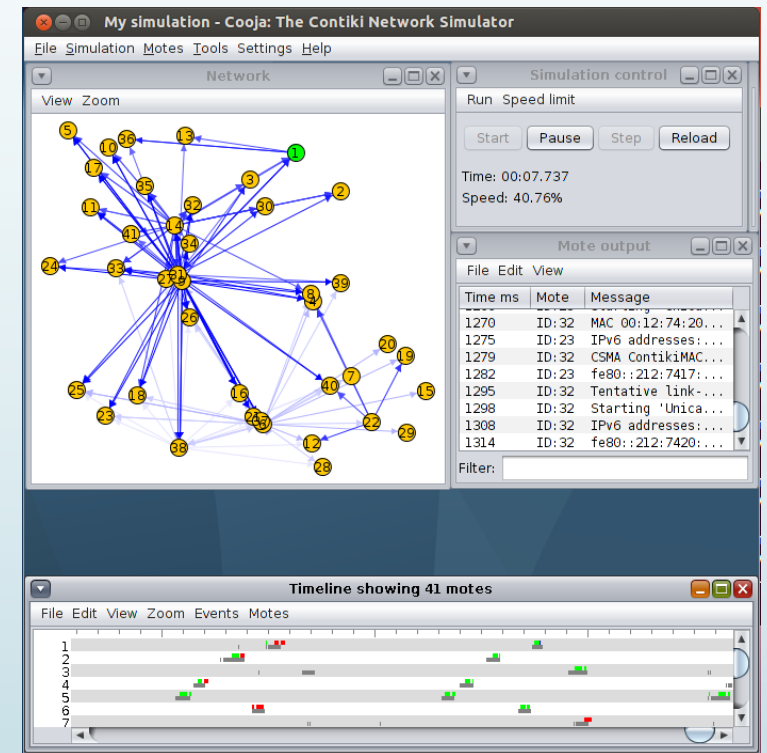 My simulation - Cooja: The Contiki Network Simulator
File Simulation Motes Tools Settings Help
Network
View Zoom
5
10
36
13
1
17
35
3
2
11
32
30
14
41
34
24
33
27
31
9
8
4
39
26
20
19
7
40
15
25
18
16
23
21
37
6
22
29
12
38
28
Simulation control
Run Speed limit
Start Pause Step Reload
Time: 00:07.737
Speed: 40.76%
Mote output
File Edit View
Time ms Mote Message
1270 ID:32 MAC 00:12:74:20...
1275 ID:23 IPv6 addresses:...
1279 ID:32 CSMA ContikiMAC...
1282 ID:23 fe80::212:7417:...
1295 ID:32 Tentative link-...
1298 ID:32 Starting 'Unica...
1308 ID:32 IPv6 addresses:...
1314 ID:32 fe80::212:7420:...
Filter:
Timeline showing 41 motes
File Edit View Zoom Events Motes
1
2
3
4
5
6
7